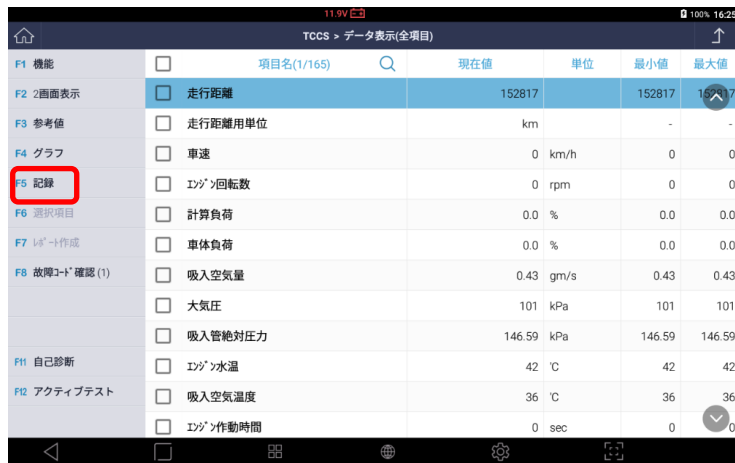 11.9V 100% 16:25
TCCS > データ表示(全項目)
F1 機能 項目名(1/165) 現在値 単位 最小値 最大値
F2 2画面表示 走行距離 152817 152817 152817
F3 参考値 走行距離用単位 km - -
F4 グラフ 車速 0 km/h 0 0
F5 記録 ｴﾝｼﾞﾝ回転数 0 rpm 0 0
F6 選択項目 計算負荷 0.0 % 0.0 0.0
F7 ﾚﾎﾟｰﾄ作成 車体負荷 0.0 % 0.0 0.0
F8 故障ｺｰﾄﾞ確認 (1) 吸入空気量 0.43 gm/s 0.43 0.43
大気圧 101 kPa 101 101
吸入管絶対圧力 146.59 kPa 146.59 146.59
F11 自己診断 ｴﾝｼﾞﾝ水温 42 ℃ 42 42
F12 アクティブテスト 吸入空気温度 36 ℃ 36 36
ｴﾝｼﾞﾝ作動時間 0 sec 0 0